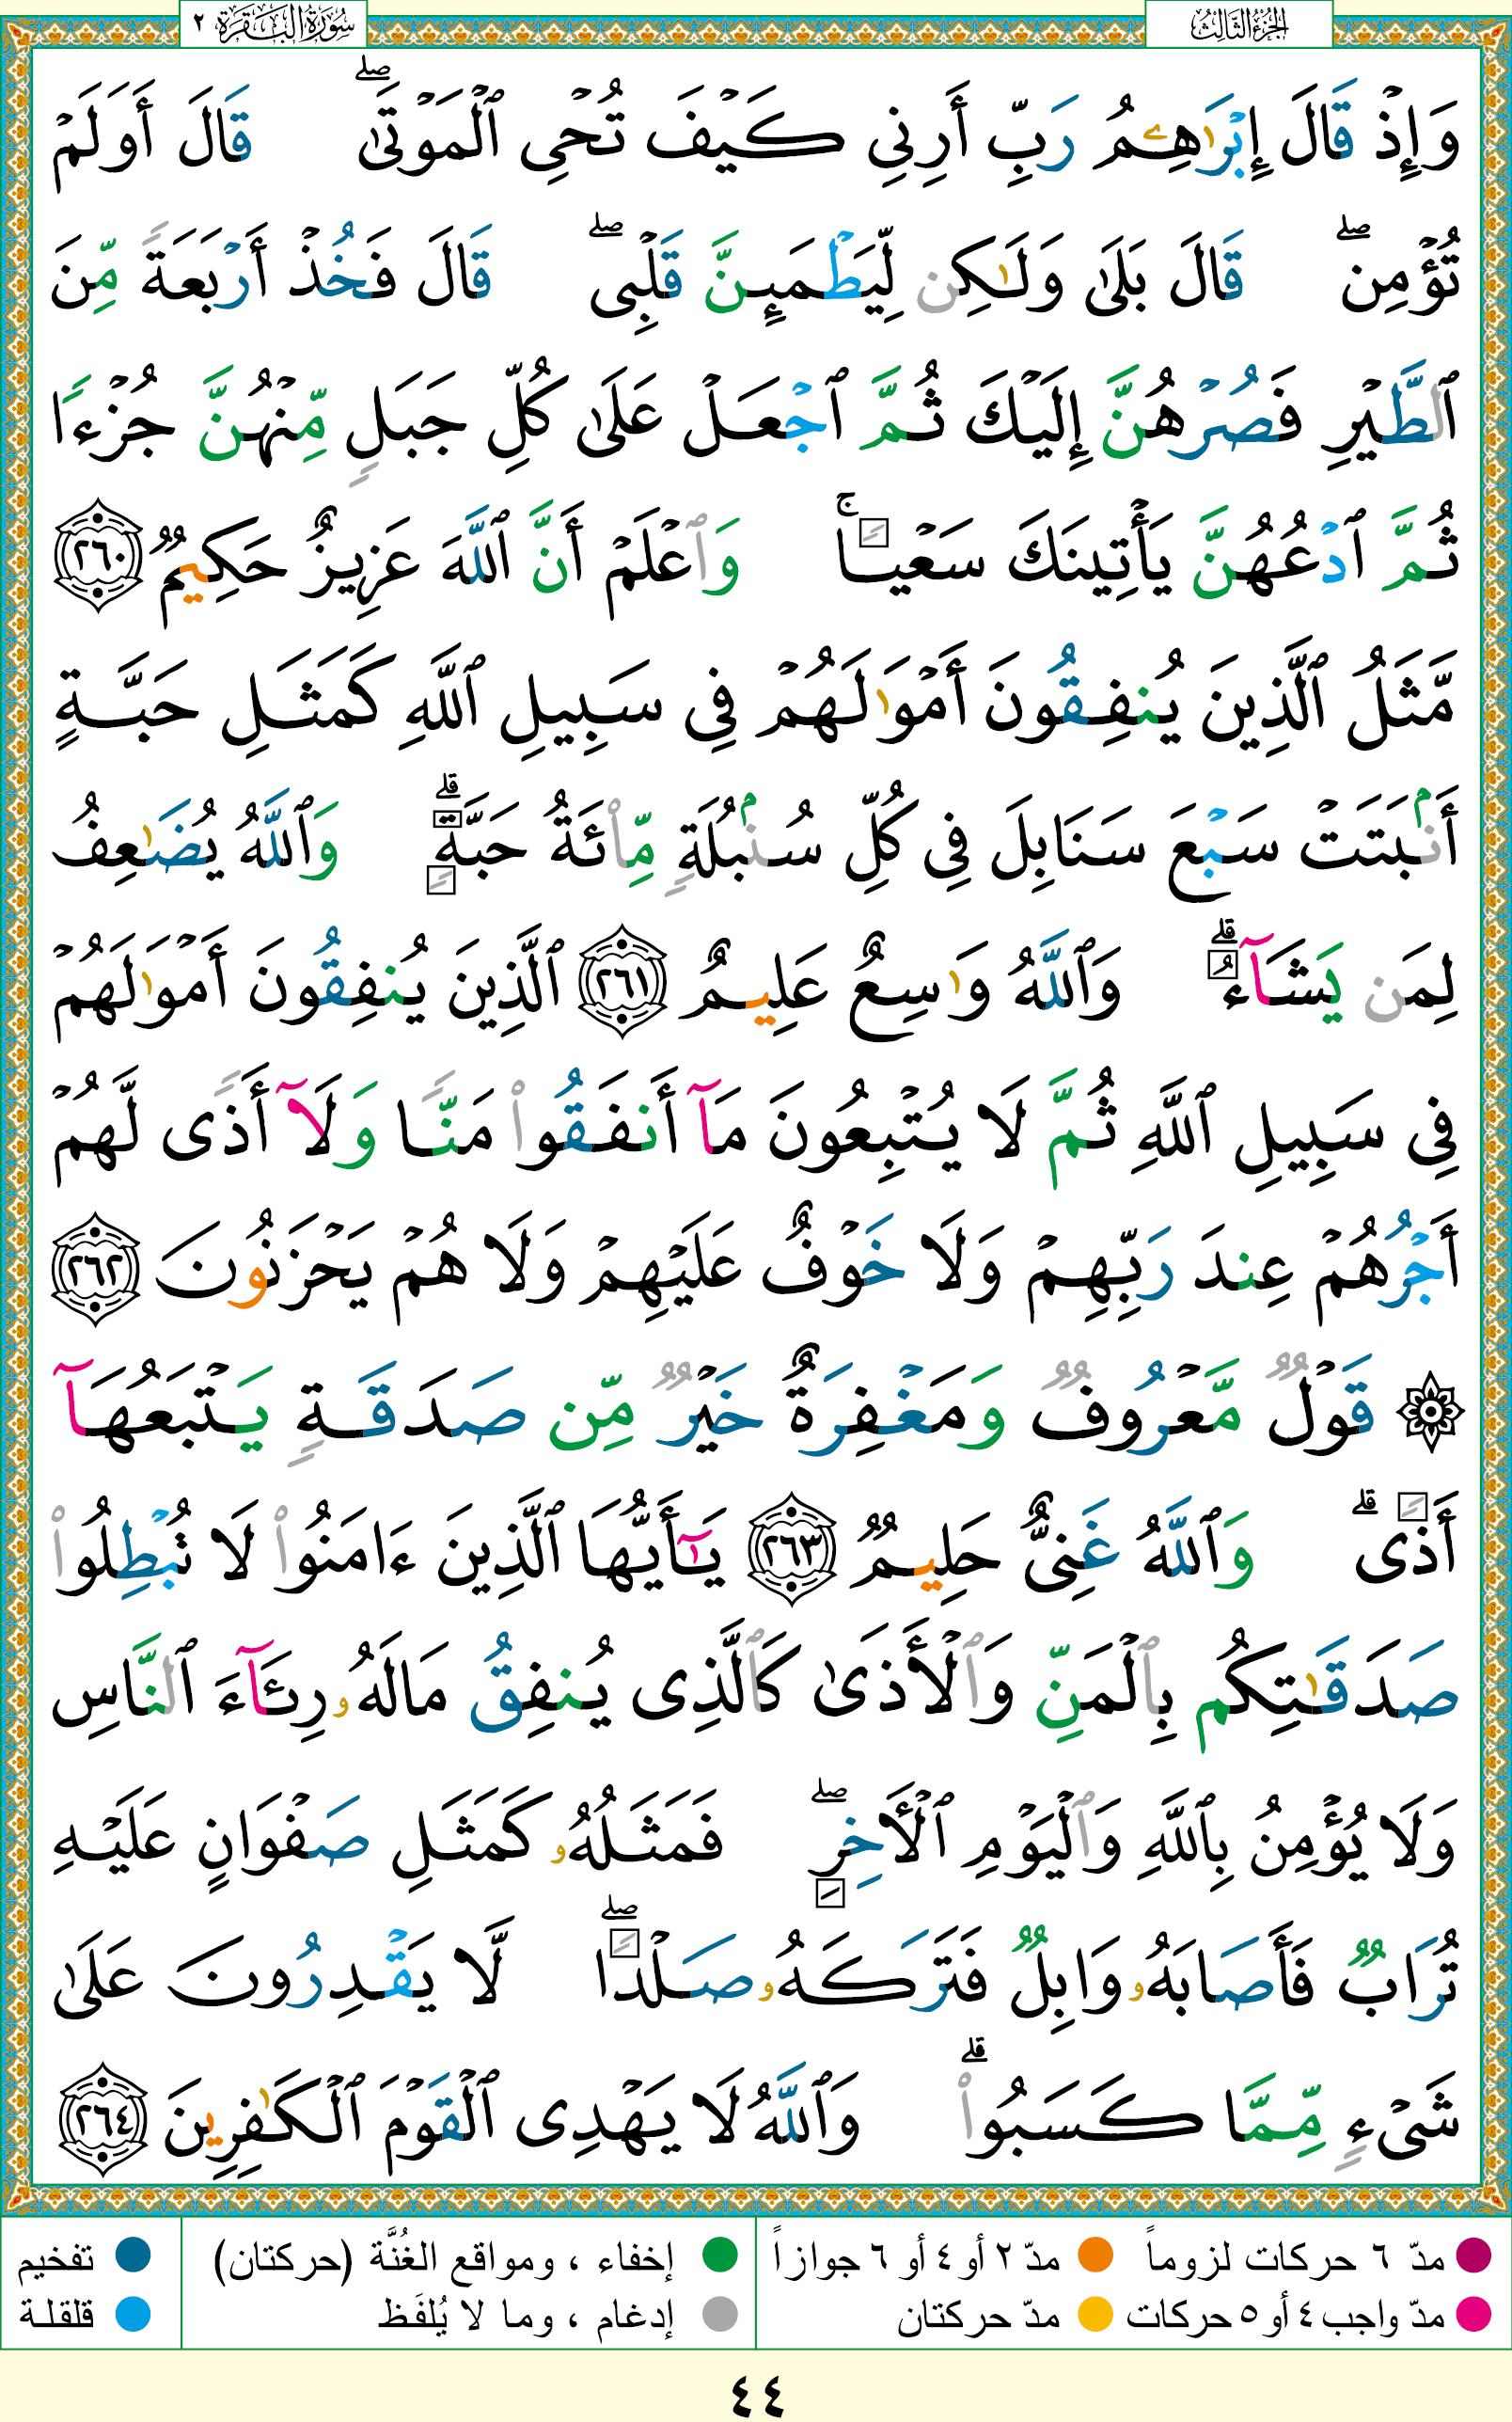 الجزء الثالث
سورة البقرة ٢
وَإِذْ قَالَ إِبْرَٰهِـۧمُ رَبِّ أَرِنِى كَيْفَ تُحْىِ ٱلْمَوْتَىٰ ۖ قَالَ أَوَلَمْ
تُؤْمِن ۖ قَالَ بَلَىٰ وَلَـٰكِن لِّيَطْمَئِنَّ قَلْبِى ۖ قَالَ فَخُذْ أَرْبَعَةً مِّنَ
ٱلطَّيْرِ فَصُرْهُنَّ إِلَيْكَ ثُمَّ ٱجْعَلْ عَلَىٰ كُلِّ جَبَلٍ مِّنْهُنَّ جُزْءًا
ثُمَّ ٱدْعُهُنَّ يَأْتِينَكَ سَعْيًا ۚ وَٱعْلَمْ أَنَّ ٱللَّهَ عَزِيزٌ حَكِيمٌ ٢٦٠
مَّثَلُ ٱلَّذِينَ يُنفِقُونَ أَمْوَٰلَهُمْ فِى سَبِيلِ ٱللَّهِ كَمَثَلِ حَبَّةٍ
أَنۢبَتَتْ سَبْعَ سَنَابِلَ فِى كُلِّ سُنۢبُلَةٍ مِّا۟ئَةُ حَبَّةٍ ۗ وَٱللَّهُ يُضَـٰعِفُ
لِمَن يَشَآءُ ۗ وَٱللَّهُ وَٰسِعٌ عَلِيمٌ ٢٦١ ٱلَّذِينَ يُنفِقُونَ أَمْوَٰلَهُمْ
فِى سَبِيلِ ٱللَّهِ ثُمَّ لَا يُتْبِعُونَ مَآ أَنفَقُوا۟ مَنًّا وَلَآ أَذًى لَّهُمْ
أَجْرُهُمْ عِندَ رَبِّهِمْ وَلَا خَوْفٌ عَلَيْهِمْ وَلَا هُمْ يَحْزَنُونَ ٢٦٢
۞ قَوْلٌ مَّعْرُوفٌ وَمَغْفِرَةٌ خَيْرٌ مِّن صَدَقَةٍ يَتْبَعُهَآ
أَذًى ۗ وَٱللَّهُ غَنِىٌّ حَلِيمٌ ٢٦٣ يَـٰٓأَيُّهَا ٱلَّذِينَ ءَامَنُوا۟ لَا تُبْطِلُوا۟
صَدَقَـٰتِكُم بِٱلْمَنِّ وَٱلْأَذَىٰ كَٱلَّذِى يُنفِقُ مَالَهُۥ رِئَآءَ ٱلنَّاسِ
وَلَا يُؤْمِنُ بِٱللَّهِ وَٱلْيَوْمِ ٱلْـَٔاخِرِ ۖ فَمَثَلُهُۥ كَمَثَلِ صَفْوَانٍ عَلَيْهِ
تُرَابٌ فَأَصَابَهُۥ وَابِلٌ فَتَرَكَهُۥ صَلْدًا ۖ لَّا يَقْدِرُونَ عَلَىٰ
شَىْءٍ مِّمَّا كَسَبُوا۟ ۗ وَٱللَّهُ لَا يَهْدِى ٱلْقَوْمَ ٱلْكَـٰفِرِينَ ٢٦٤
مدّ ٦ حركات لزوماً مدّ ٢ أو ٤ أو ٦ جوازاً إخفاء ، ومواقع الغُنَّة (حركتان) تفخيم
مدّ واجب ٤ أو ٥ حركات مدّ حركتان إدغام ، وما لا يُلفَظ قلقلة
٤٤